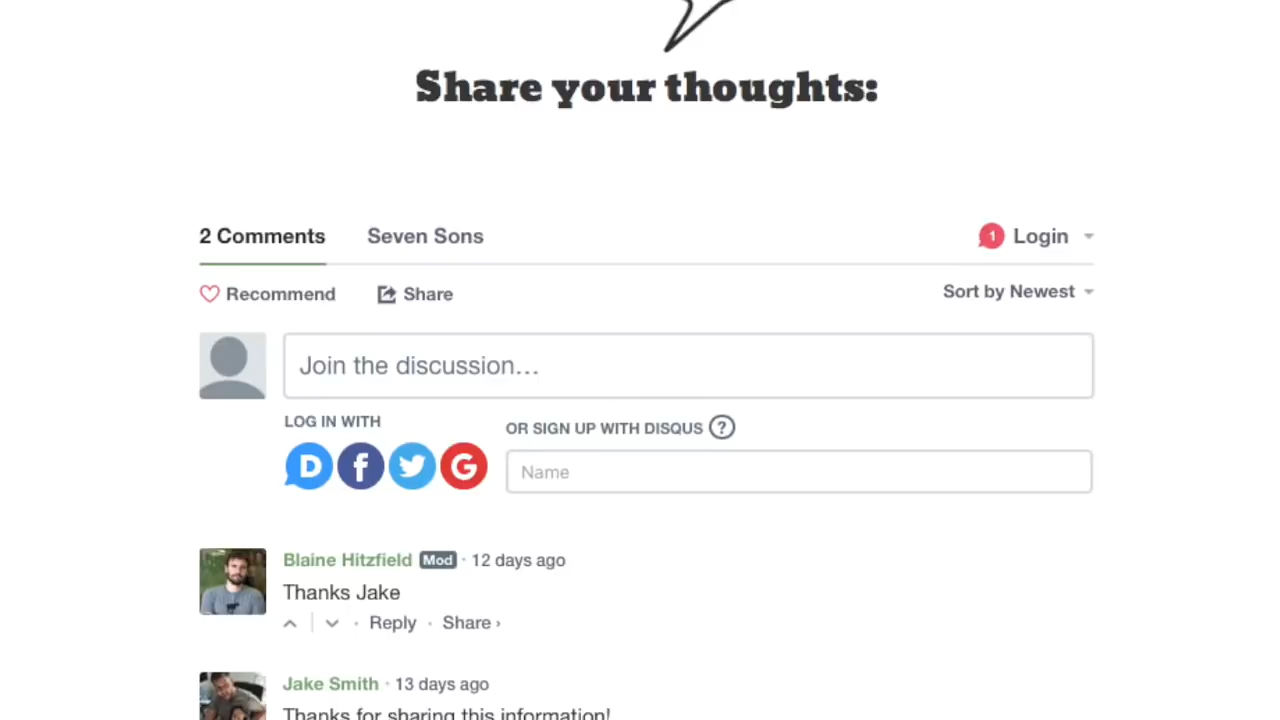 Share your thoughts:
2 Comments Seven Sons 1 Login
Recommend Share Sort by Newest
Join the discussion...
LOG IN WITH
OR SIGN UP WITH DISQUS ?
D f G
Name
Blaine Hitzfield Mod · 12 days ago
Thanks Jake
Reply · Share ›
Jake Smith · 13 days ago
Thanks for sharing this information!